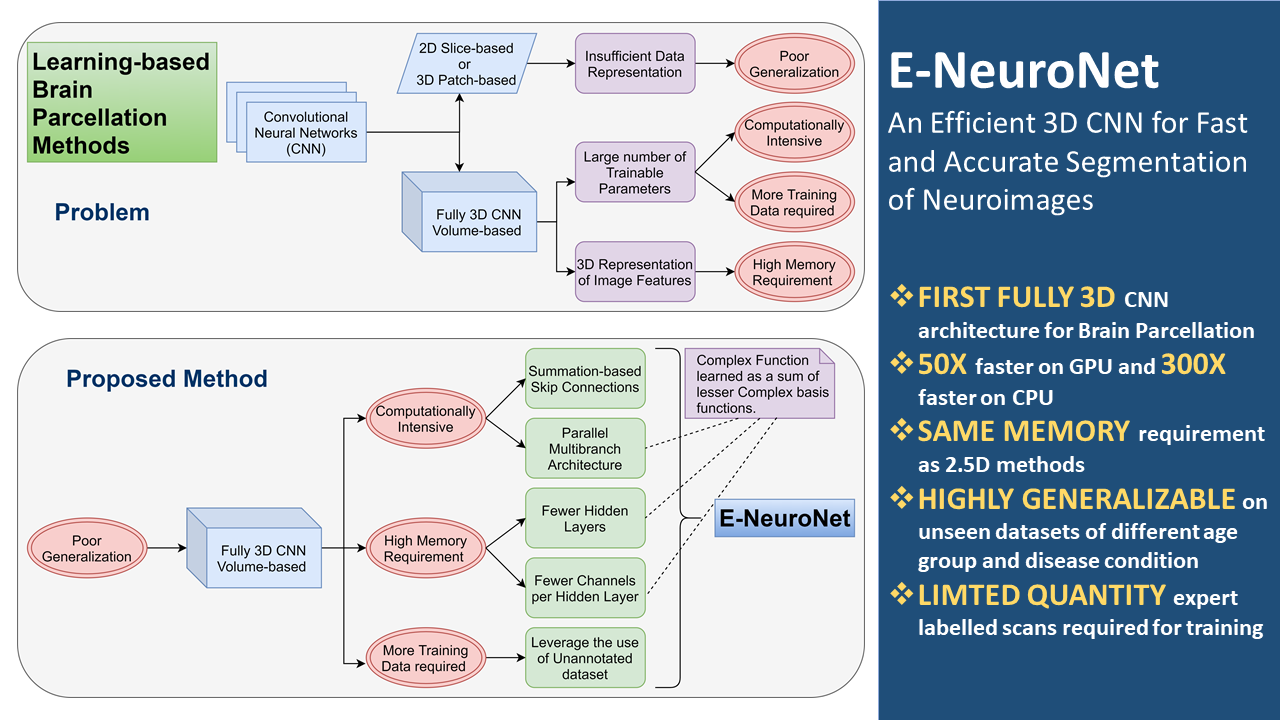 Learning-based
Brain
Parcellation
Methods
Problem
Convolutional
Neural Networks
(CNN)
2D Slice-based
or
3D Patch-based
Fully 3D CNN
Volume-based
Insufficient Data
Representation
Large number of
Trainable
Parameters
3D Representation
of Image Features
Poor
Generalization
Computationally
Intensive
More Training
Data required
High Memory
Requirement
Proposed Method
Poor
Generalization
Fully 3D CNN
Volume-based
Computationally
Intensive
High Memory
Requirement
More Training
Data required
Summation-based
Skip Connections
Parallel
Multibranch
Architecture
Fewer Hidden
Layers
Fewer Channels
per Hidden Layer
Leverage the use
of Unannotated
dataset
Complex Function
learned as a sum of
lesser Complex basis
functions.
E-NeuroNet
E-NeuroNet
An Efficient 3D CNN for Fast
and Accurate Segmentation
of Neuroimages
❖FIRST FULLY 3D CNN
architecture for Brain Parcellation
❖50X faster on GPU and 300X
faster on CPU
❖SAME MEMORY requirement
as 2.5D methods
❖HIGHLY GENERALIZABLE on
unseen datasets of different age
group and disease condition
❖LIMTED QUANTITY expert
labelled scans required for training